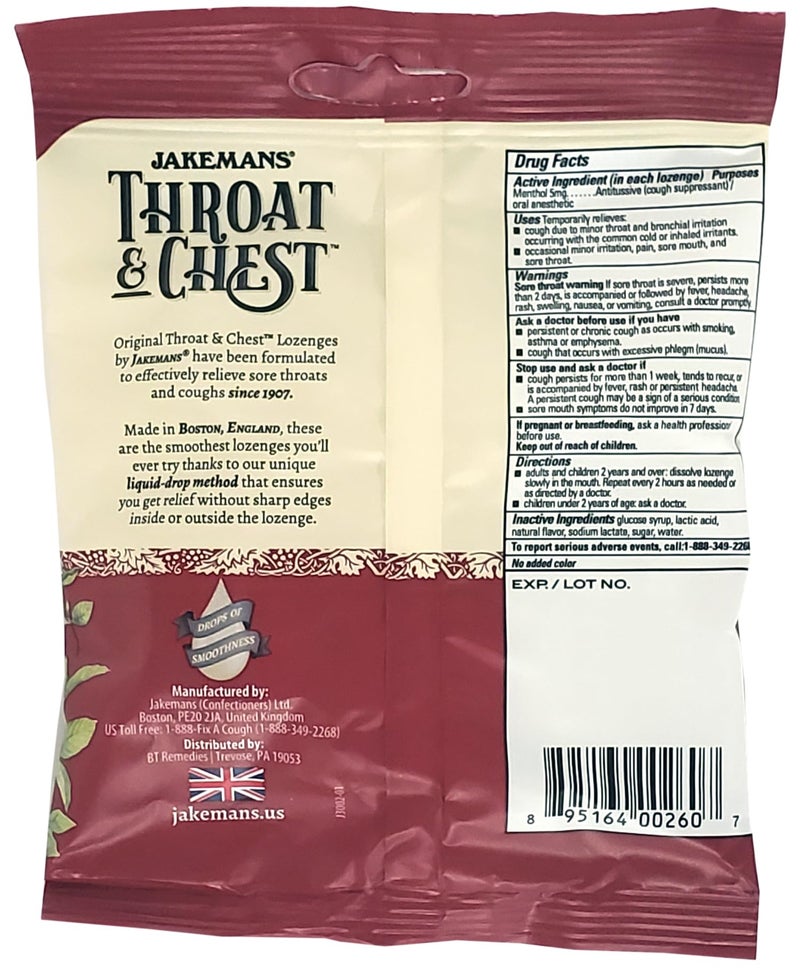 JAKEMANS®
THROAT
& CHEST™
Original Throat & Chest™ Lozenges
by JAKEMANS® have been formulated
to effectively relieve sore throats
and coughs since 1907.
Made in BOSTON, ENGLAND, these
are the smoothest lozenges you'll
ever try thanks to our unique
liquid-drop method that ensures
you get relief without sharp edges
inside or outside the lozenge.
DROPS OF
SMOOTHNESS
Manufactured by:
Jakemans (Confectioners) Ltd.
Boston, PE20 2JA, United Kingdom
US Toll Free: 1-888-Fix A Cough (1-888-349-2268)
Distributed by:
BT Remedies | Trevose, PA 19053
jakemans.us
J3002-01
Drug Facts
Active Ingredient (in each lozenge) Purposes
Menthol 5mg.......Antitussive (cough suppressant)/
oral anesthetic
Uses Temporarily relieves:
■ cough due to minor throat and bronchial irritation
occurring with the common cold or inhaled irritants.
■ occasional minor irritation, pain, sore mouth, and
sore throat.
Warnings
Sore throat warning If sore throat is severe, persists more
than 2 days, is accompanied or followed by fever, headache,
rash, swelling, nausea, or vomiting, consult a doctor promptly
Ask a doctor before use if you have
■ persistent or chronic cough as occurs with smoking,
asthma or emphysema.
■ cough that occurs with excessive phlegm (mucus).
Stop use and ask a doctor if
■ cough persists for more than 1 week, tends to recur, or
is accompanied by fever, rash or persistent headache.
A persistent cough may be a sign of a serious condition
■ sore mouth symptoms do not improve in 7 days.
If pregnant or breastfeeding, ask a health profession
before use.
Keep out of reach of children.
Directions
■ adults and children 2 years and over: dissolve lozenge
slowly in the mouth. Repeat every 2 hours as needed or
as directed by a doctor.
■ children under 2 years of age: ask a doctor.
Inactive Ingredients glucose syrup, lactic acid,
natural flavor, sodium lactate, sugar, water.
To report serious adverse events, call:1-888-349-226
No added color
EXP. / LOT NO.
8 95164 00260 7